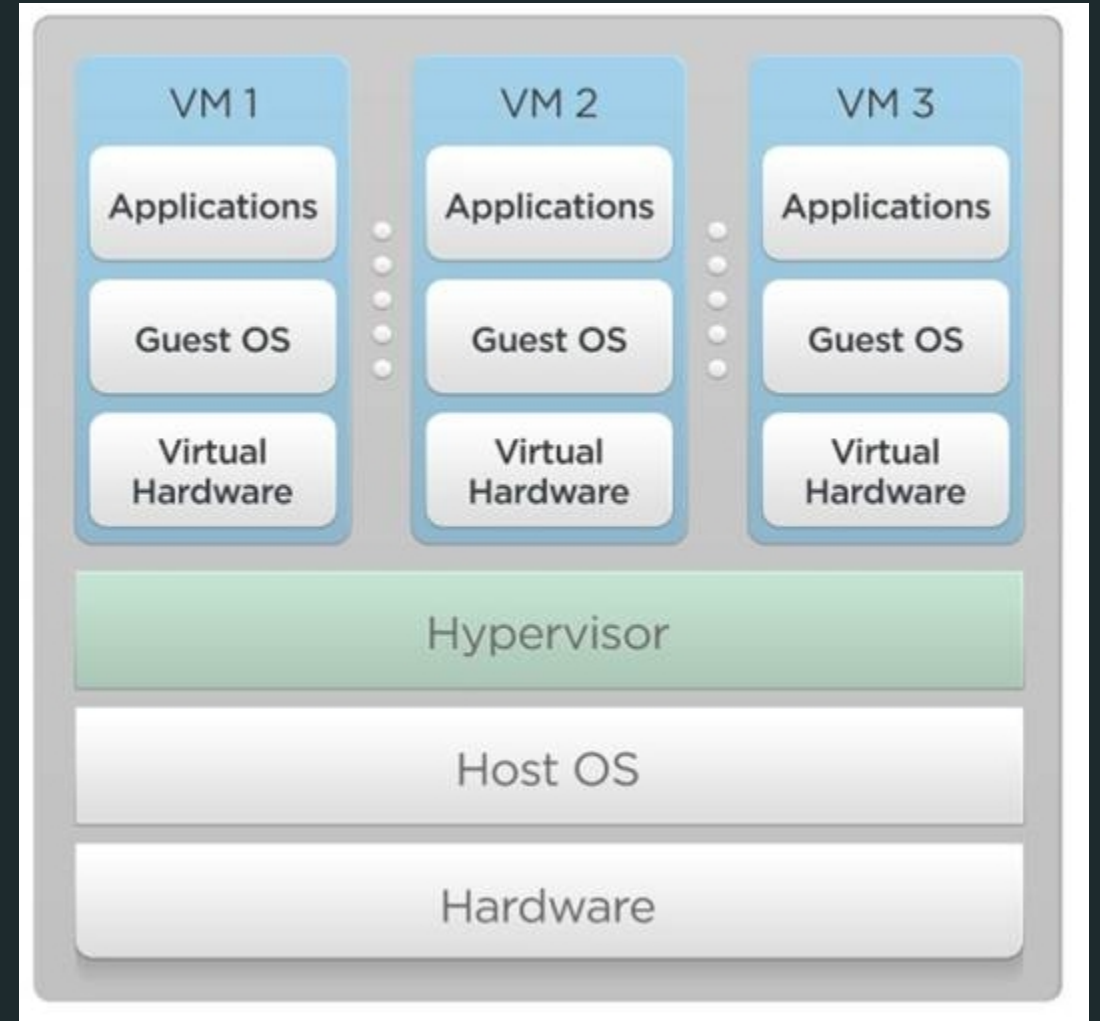 VM 1
VM 2
VM 3
Applications
Applications
Applications
Guest OS
Guest OS
Guest OS
Virtual
Hardware
Virtual
Hardware
Virtual
Hardware
Hypervisor
Host OS
Hardware